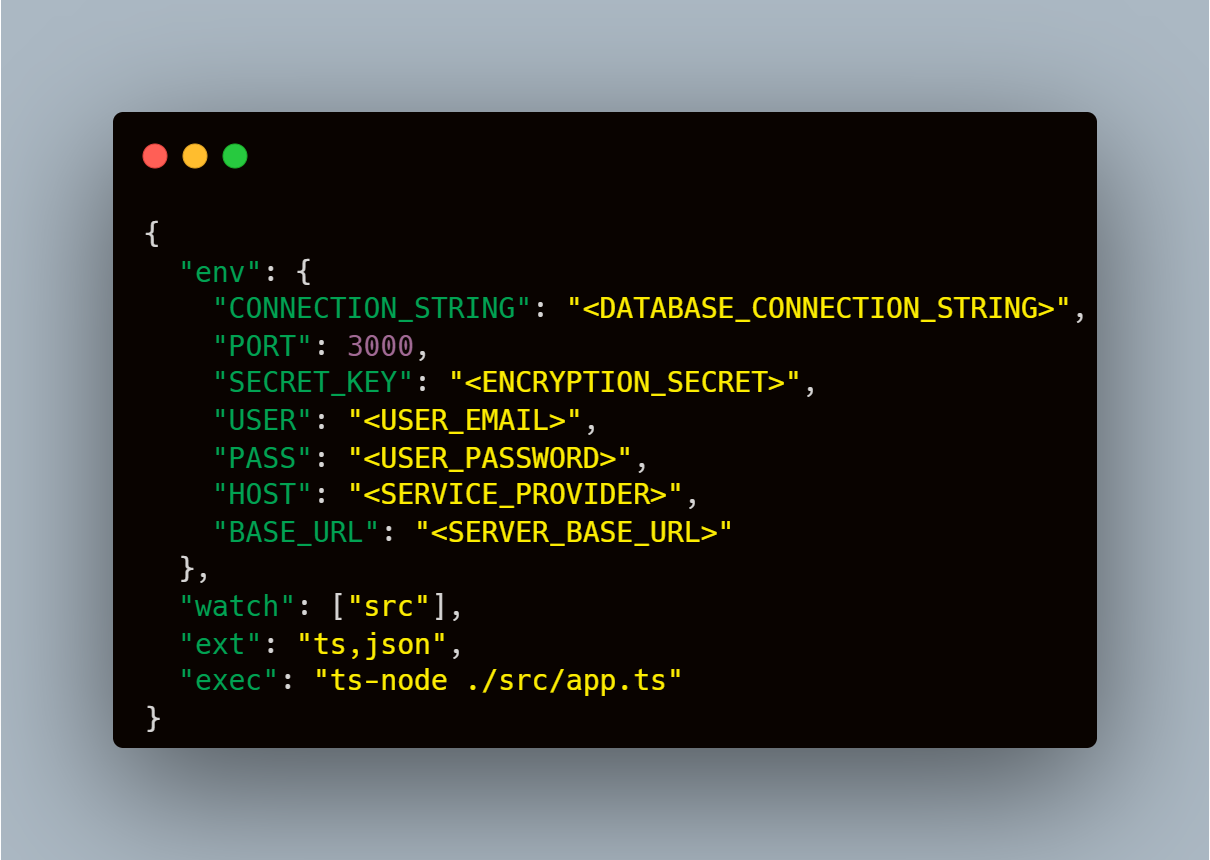 {
  "env": {
    "CONNECTION_STRING": "<DATABASE_CONNECTION_STRING>",
    "PORT": 3000,
    "SECRET_KEY": "<ENCRYPTION_SECRET>",
    "USER": "<USER_EMAIL>",
    "PASS": "<USER_PASSWORD>",
    "HOST": "<SERVICE_PROVIDER>",
    "BASE_URL": "<SERVER_BASE_URL>"
  },
  "watch": ["src"],
  "ext": "ts,json",
  "exec": "ts-node ./src/app.ts"
}